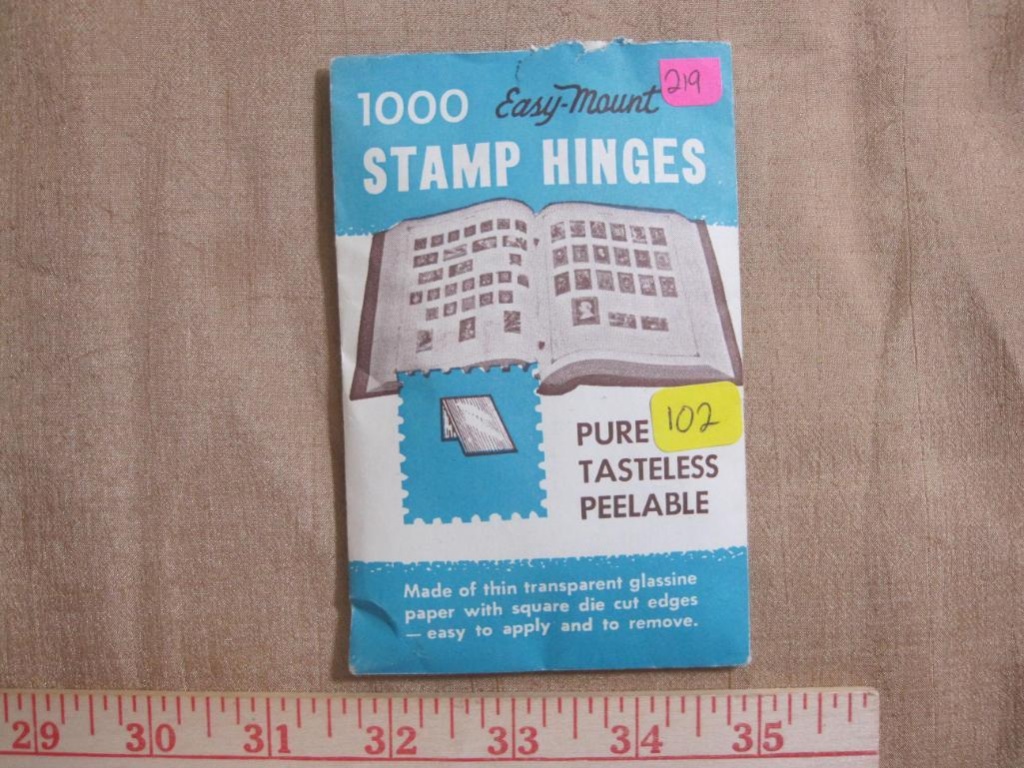 1000 Easy-Mount 219
STAMP HINGES
PURE 102
TASTELESS
PEELABLE
Made of thin transparent glassine
paper with square die cut edges
— easy to apply and to remove.
29 30 31 32 33 34 35